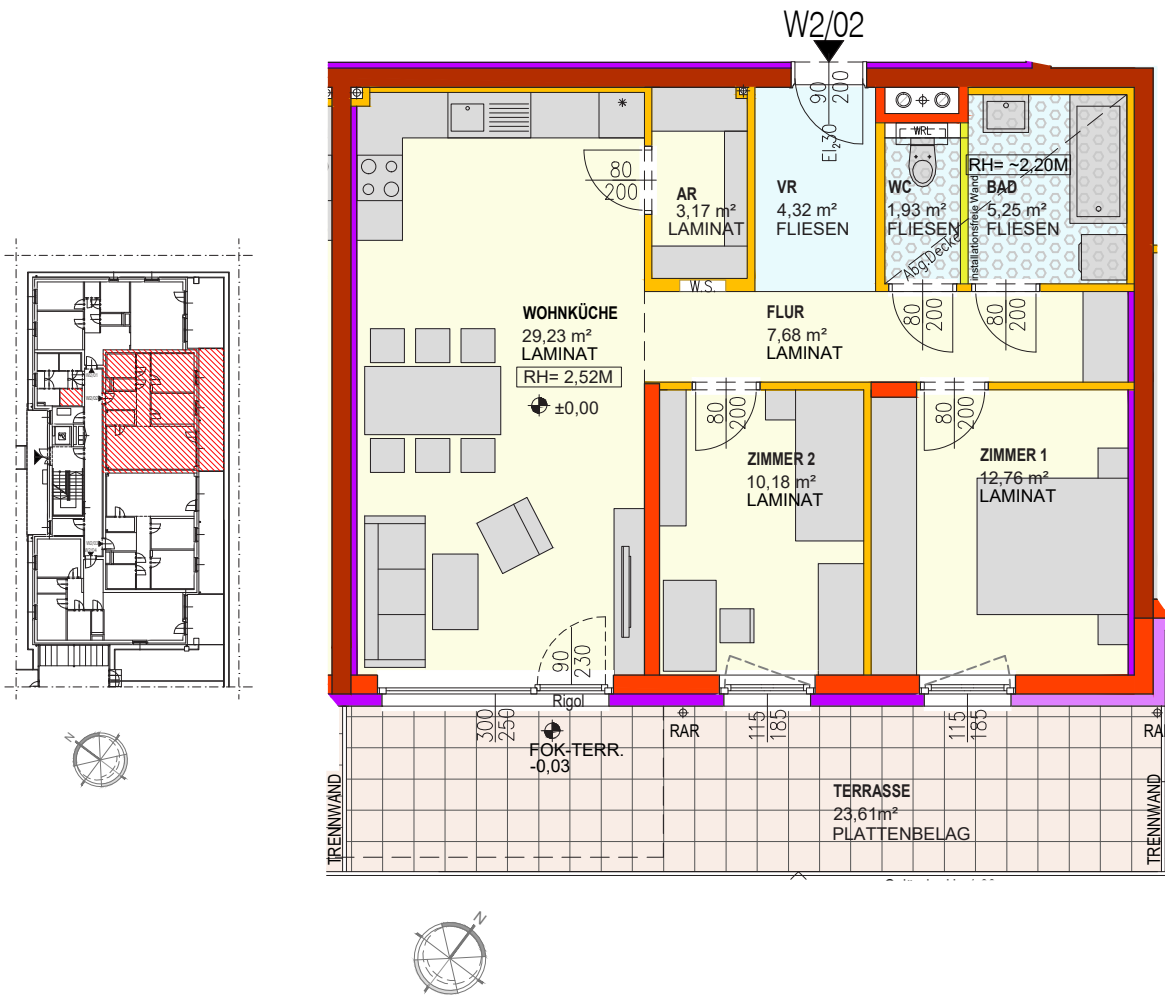 W2/02
90
200
EI₂30
80
200
AR
3,17 m²
LAMINAT
VR
4,32 m²
FLIESEN
WRL
WC
1,93 m²
FLIESEN
Abg.Decke
Installationsfreie Wand
RH= ~2,20M
BAD
5,25 m²
FLIESEN
W.S.
WOHNKÜCHE
29,23 m²
LAMINAT
RH= 2,52M
±0,00
FLUR
7,68 m²
LAMINAT
80
200
80
200
80
200
80
200
ZIMMER 2
10,18 m²
LAMINAT
ZIMMER 1
12,76 m²
LAMINAT
90
230
Rigol
300
250
FOK-TERR.
-0,03
RAR
115
185
115
185
RA
TRENNWAND
TERRASSE
23,61m²
PLATTENBELAG
TRENNWAND
N
N